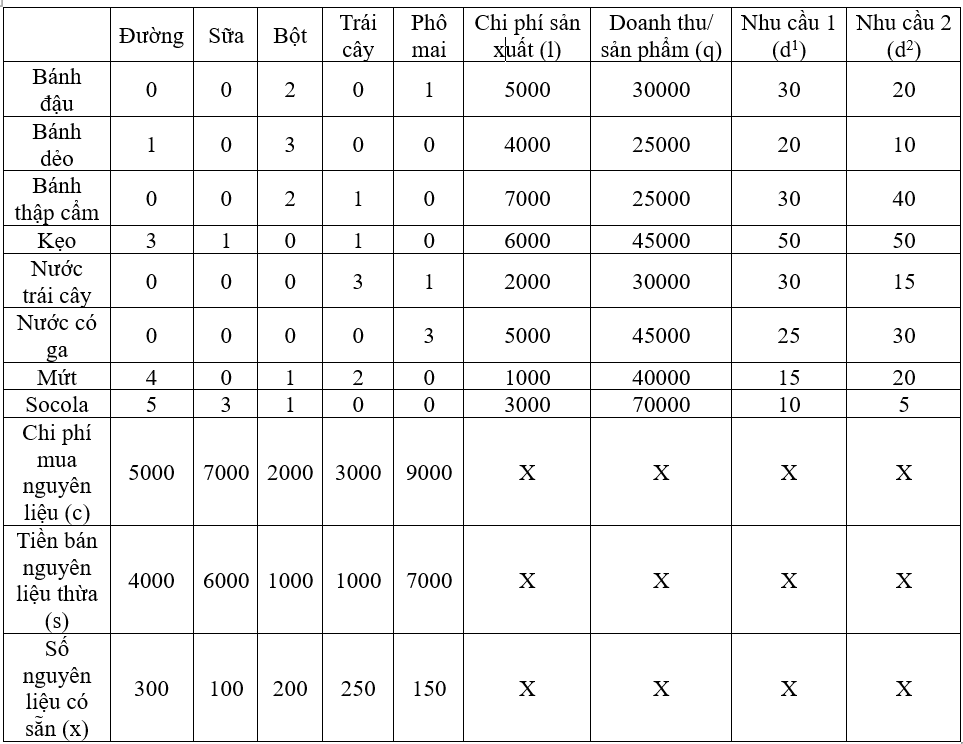 Đường Sữa Bột Trái cây Phô mai Chi phí sản xuất (l) Doanh thu/ sản phẩm (q) Nhu cầu 1 (d¹) Nhu cầu 2 (d²)
Bánh đậu 0 0 2 0 1 5000 30000 30 20
Bánh dẻo 1 0 3 0 0 4000 25000 20 10
Bánh thập cẩm 0 0 2 1 0 7000 25000 30 40
Kẹo 3 1 0 1 0 6000 45000 50 50
Nước trái cây 0 0 0 3 1 2000 30000 30 15
Nước có ga 0 0 0 0 3 5000 45000 25 30
Mứt 4 0 1 2 0 1000 40000 15 20
Socola 5 3 1 0 0 3000 70000 10 5
Chi phí mua nguyên liệu (c) 5000 7000 2000 3000 9000 X X X X
Tiền bán nguyên liệu thừa (s) 4000 6000 1000 1000 7000 X X X X
Số nguyên liệu có sẵn (x) 300 100 200 250 150 X X X X